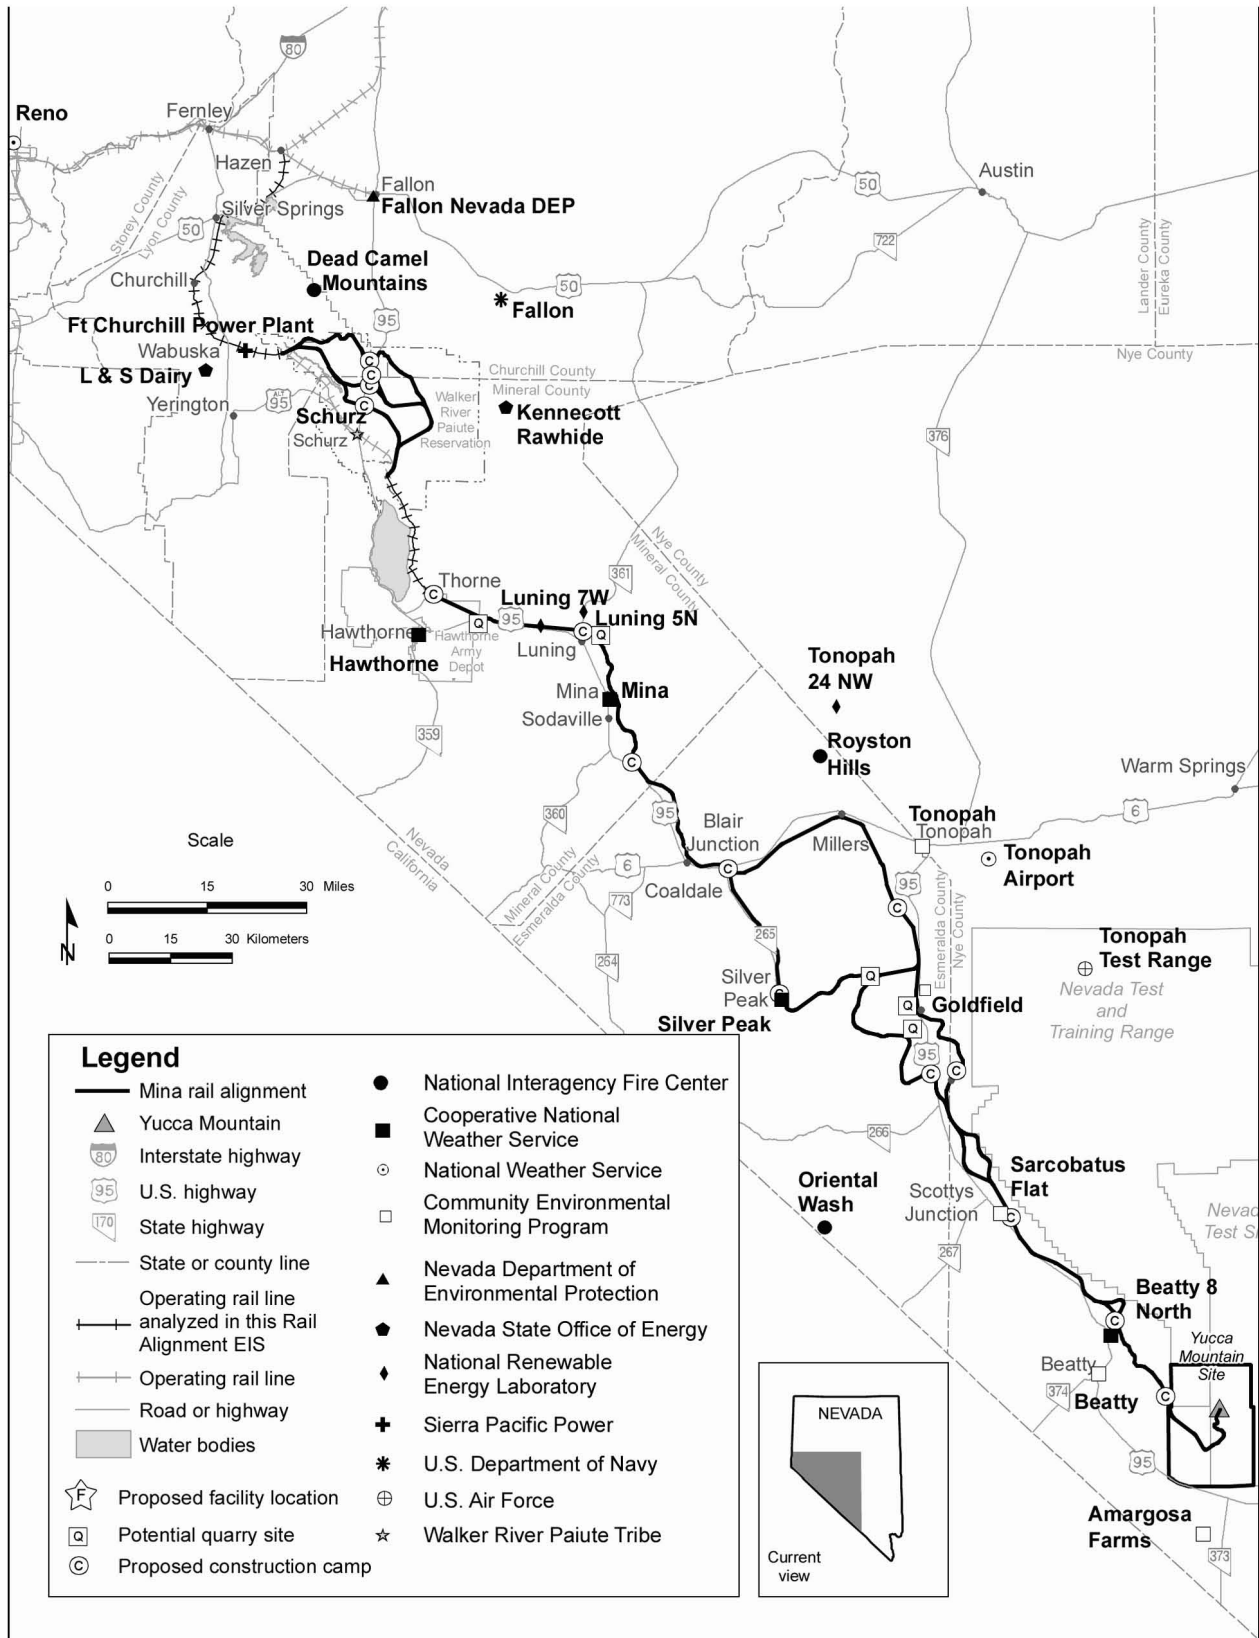 80
Reno
Fernley
Hazen
Austin
Fallon
Fallon Nevada DEP
50
Silver Springs
Storey County
Lyon County
50
722
Lander County
Eureka County
Churchill
Dead Camel
Mountains
50
Fallon
95
Ft Churchill Power Plant
Wabuska
L & S Dairy
C
C
C
C
Churchill County
Mineral County
Nye County
Yerington
ALT
95
Schurz
Schurz
Walker
River
Paiute
Reservation
Kennecott
Rawhide
376
Nye County
Mineral County
361
C
Thorne
Luning 7W
Luning 5N
Q
95
C
Q
Hawthorne
Hawthorne
Hawthorne
Army
Depot
Luning
Mina
Mina
Sodaville
Tonopah
24 NW
359
C
Royston
Hills
Warm Springs
360
95
Blair
Junction
Millers
Tonopah
Tonopah
6
Tonopah
Airport
Scale
0 15 30 Miles
0 15 30 Kilometers
N
Nevada
California
Mineral County
Esmeralda County
6
Coaldale
C
95
773
C
265
264
Esmeralda County
Nye County
Tonopah
Test Range
Nevada Test
and
Training Range
Silver
Peak
C
Silver Peak
Q
Q
Goldfield
Q
95
C
C
266
Oriental
Wash
Sarcobatus
Flat
Scottys
Junction
C
267
Nevad
Test Si
Beatty 8
North
C
Yucca
Mountain
Site
Beatty
374
Beatty
C
95
Amargosa
Farms
373
Legend
Mina rail alignment
Yucca Mountain
80
Interstate highway
95
U.S. highway
170
State highway
State or county line
Operating rail line
analyzed in this Rail
Alignment EIS
Operating rail line
Road or highway
Water bodies
F
Proposed facility location
Q
Potential quarry site
C
Proposed construction camp
National Interagency Fire Center
Cooperative National
Weather Service
National Weather Service
Community Environmental
Monitoring Program
Nevada Department of
Environmental Protection
Nevada State Office of Energy
National Renewable
Energy Laboratory
Sierra Pacific Power
U.S. Department of Navy
U.S. Air Force
Walker River Paiute Tribe
NEVADA
Current
view